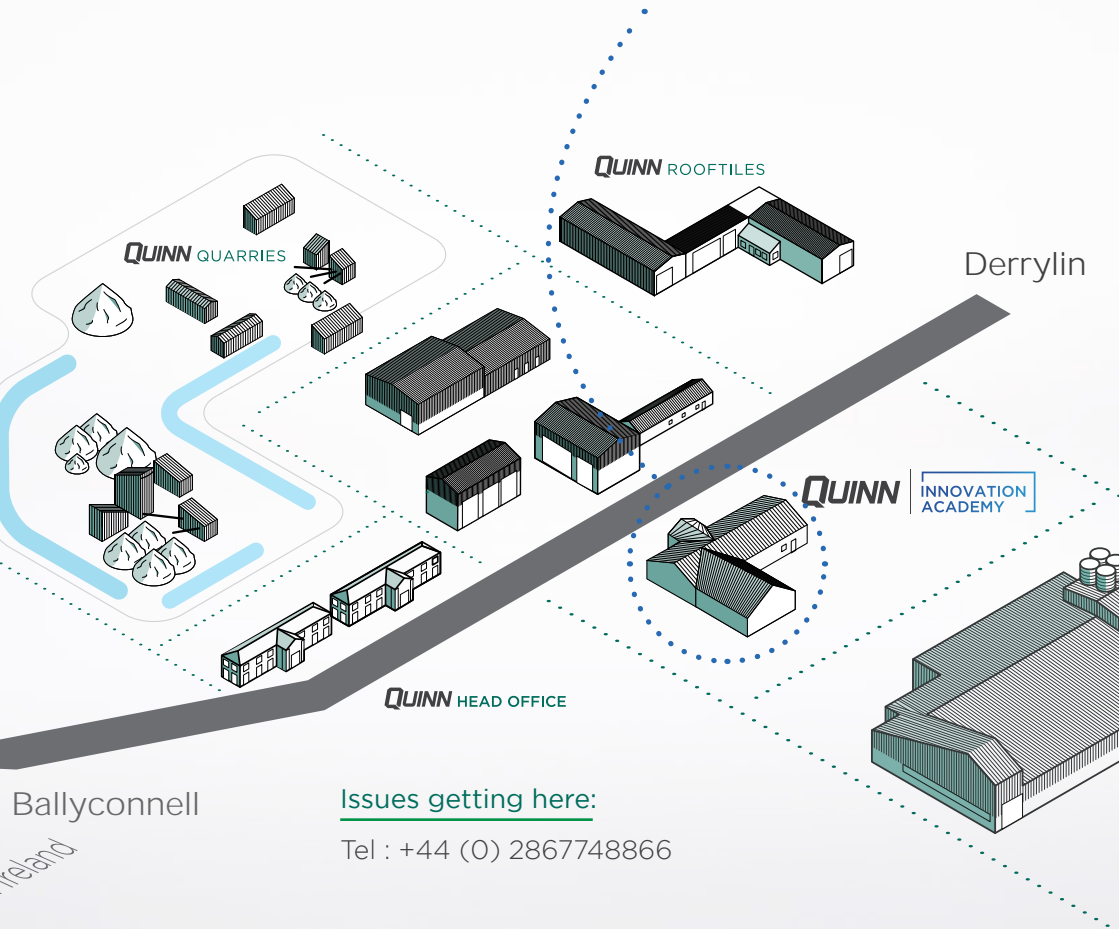 QUINN ROOFTILES
QUINN QUARRIES
Derrylin
QUINN INNOVATION
ACADEMY
QUINN HEAD OFFICE
Ballyconnell
Ireland
Issues getting here:
Tel : +44 (0) 2867748866